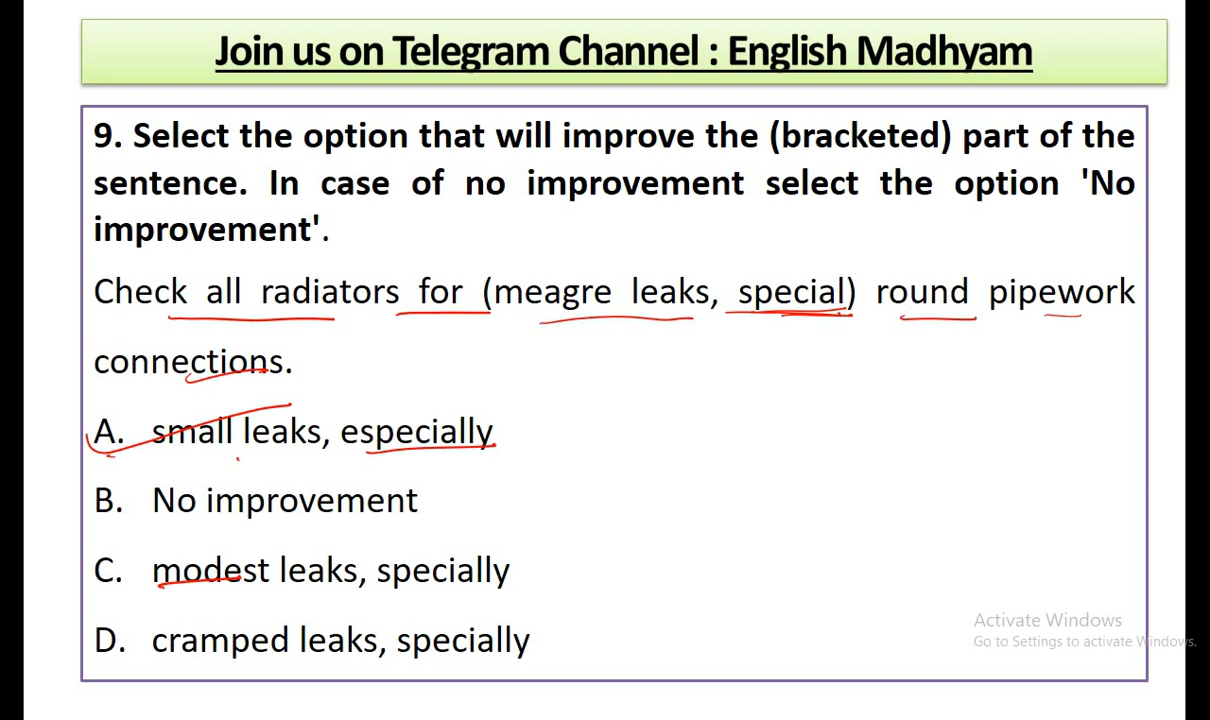 Join us on Telegram Channel : English Madhyam
9. Select the option that will improve the (bracketed) part of the
sentence. In case of no improvement select the option 'No
improvement'.
Check all radiators for (meagre leaks, special) round pipework
connections.
A. small leaks, especially
B. No improvement
C. modest leaks, specially
D. cramped leaks, specially
Activate Windows
Go to Settings to activate Windows.